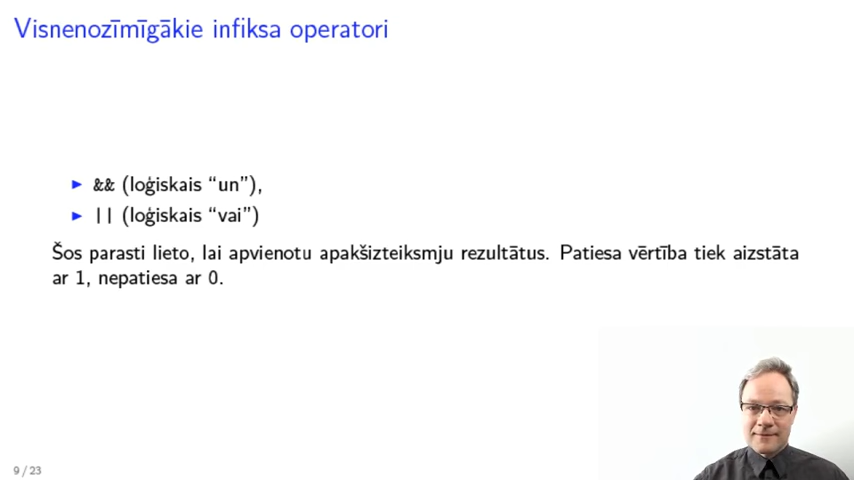 Visnenozīmīgākie infiksa operatori
▶ && (loģiskais “un”),
▶ || (loģiskais “vai”)
Šos parasti lieto, lai apvienotu apakšizteiksmju rezultātus. Patiesa vērtība tiek aizstāta
ar 1, nepatiesa ar 0.
9 / 23